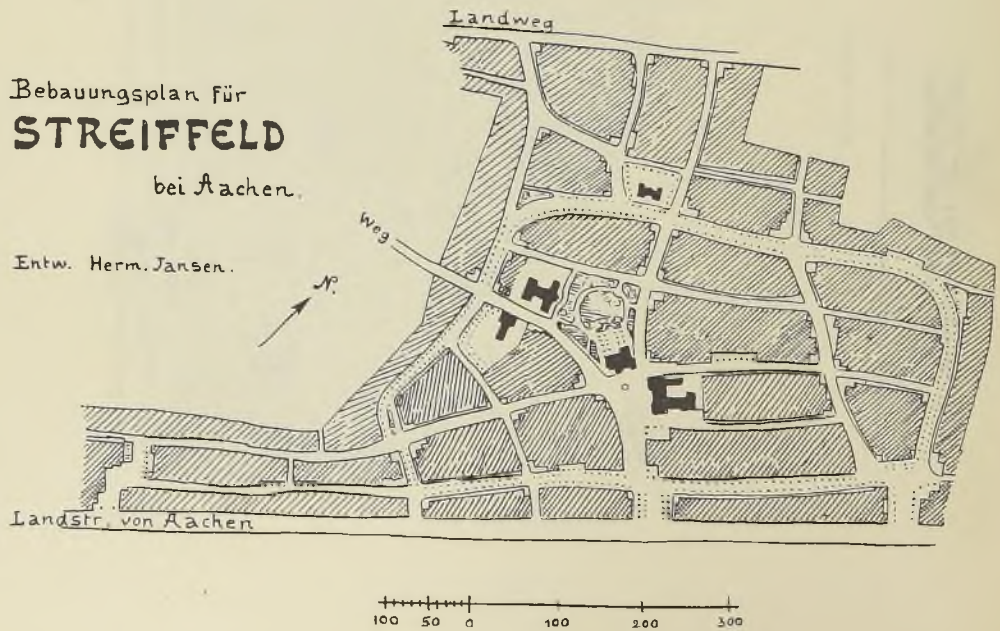 Landweg
Bebauungsplan für
STREIFFELD
bei Aachen.
Weg
Entw. Herm. Jansen.
N.
Landstr. von Aachen
100 50 0 100 200 300